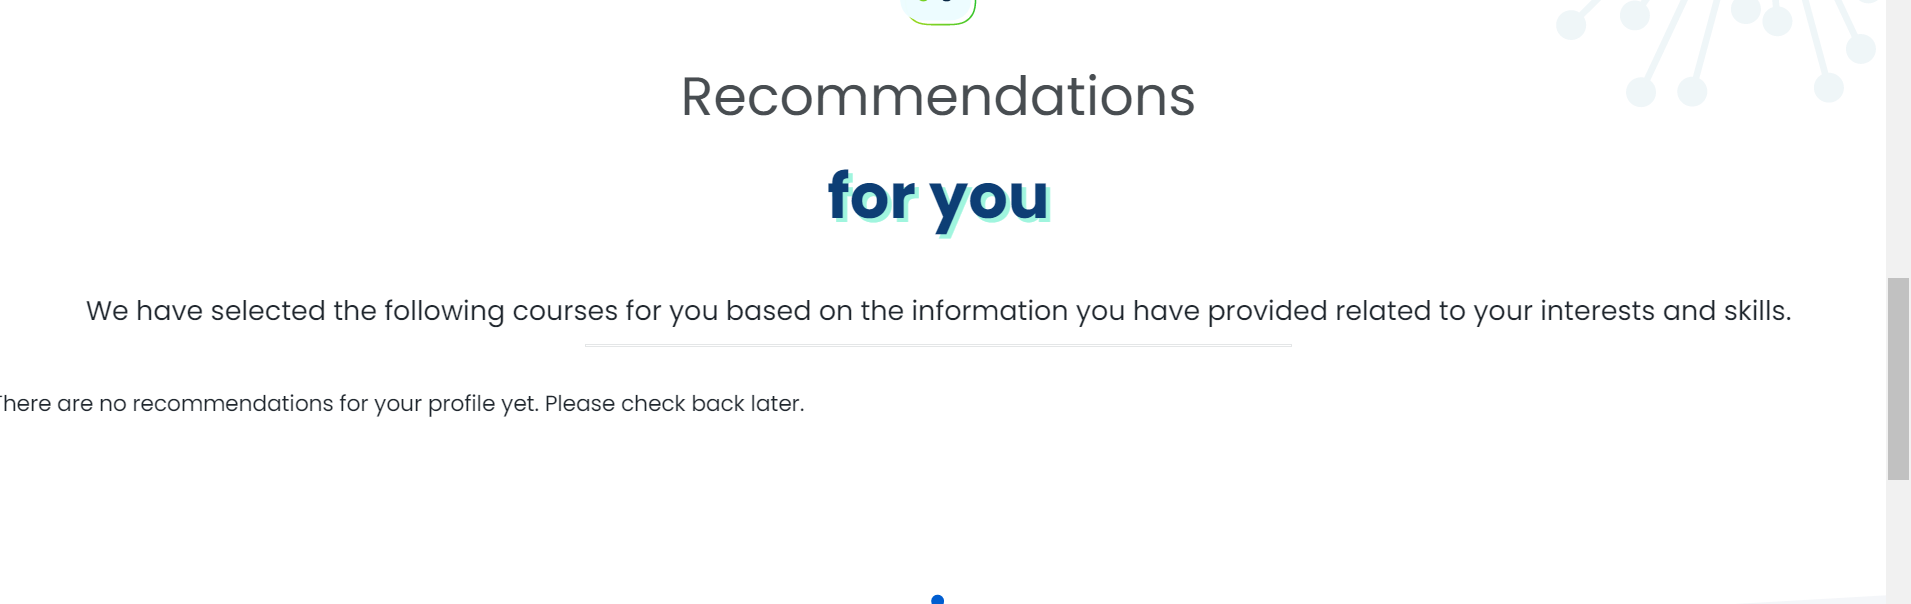 Recommendations
for you
We have selected the following courses for you based on the information you have provided related to your interests and skills.
There are no recommendations for your profile yet. Please check back later.